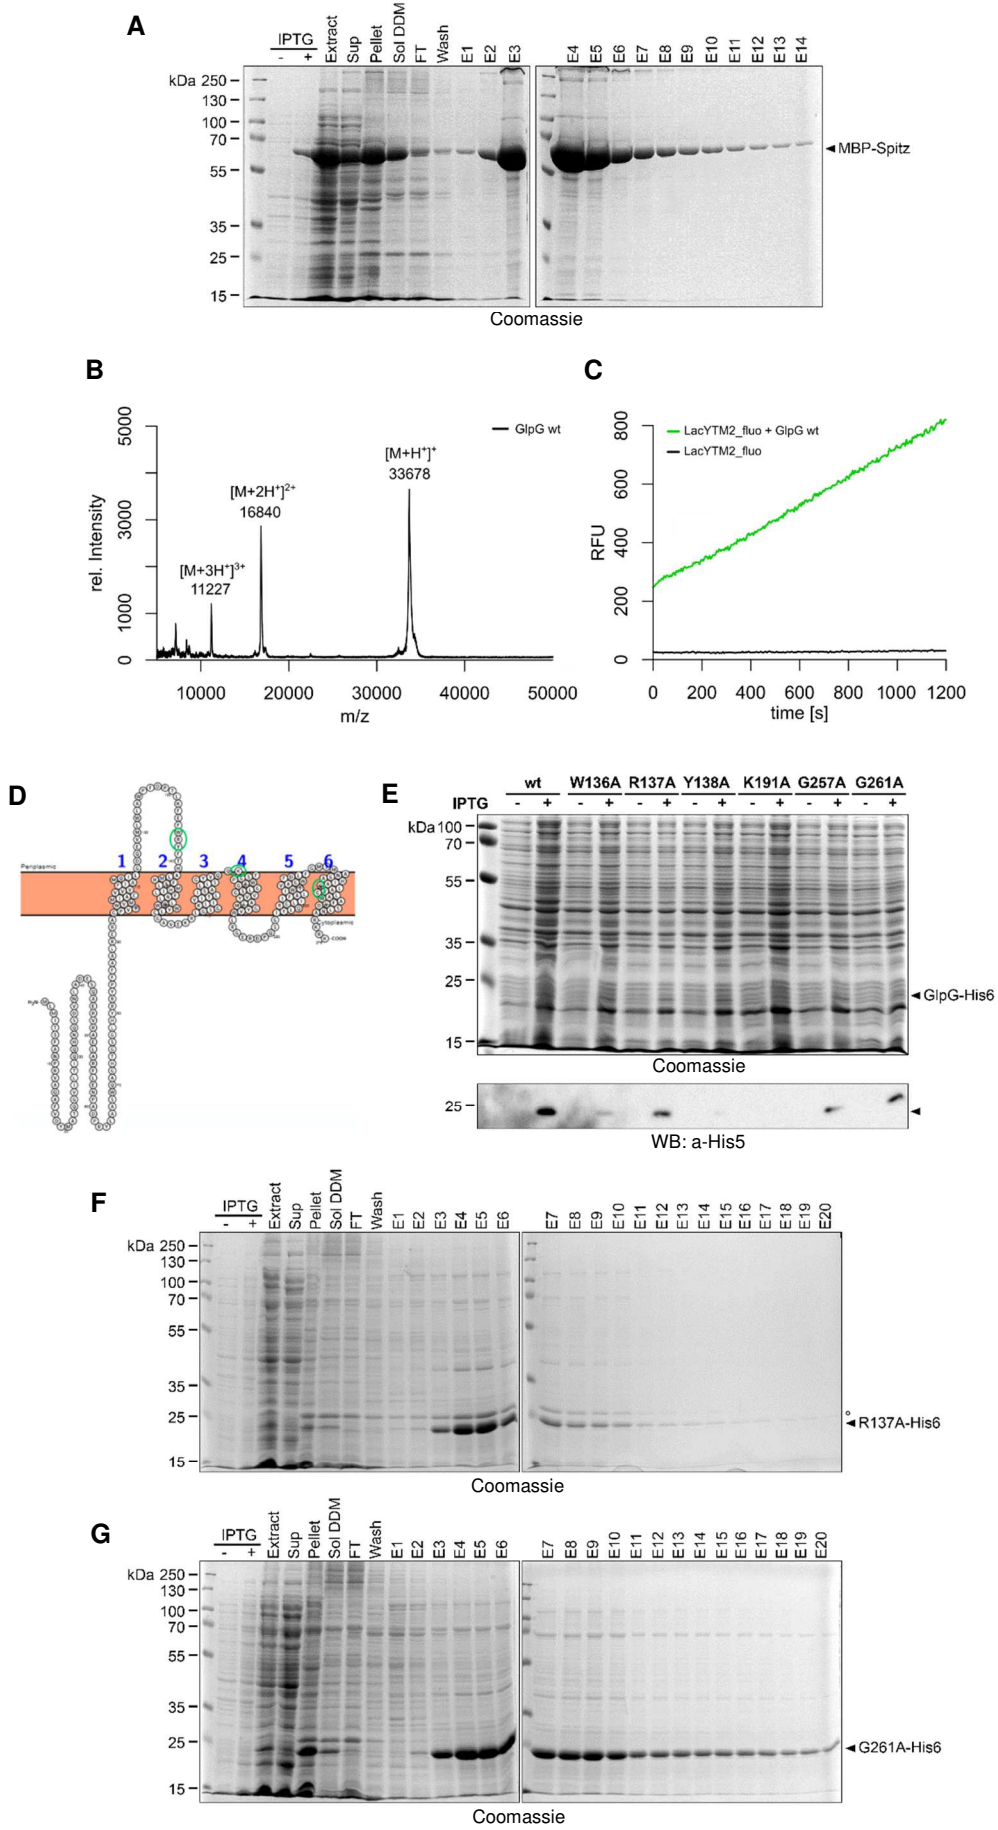 A
IPTG
- +
Extract Sup Pellet Sol DDM FT Wash E1 E2 E3 E4 E5 E6 E7 E8 E9 E10 E11 E12 E13 E14
kDa 250
130
100
70
55
35
25
15
MBP-Spitz
Coomassie
B
rel. Intensity
5000
3000
1000
0
GlpG wt
[M+H⁺]⁺
33678
[M+2H⁺]²⁺
16840
[M+3H⁺]³⁺
11227
10000 20000 30000 40000 50000
m/z
C
RFU
800
600
400
200
0
LacYTM2_fluo + GlpG wt
LacYTM2_fluo
0 200 400 600 800 1000 1200
time [s]
D
Periplasmic
1 2 3 4 5 6
ytoplasmic
H₂N
COOH
E
wt W136A R137A Y138A K191A G257A G261A
IPTG - + - + - + - + - + - + - +
kDa 100
70
55
35
25
15
GlpG-His6
Coomassie
25
WB: a-His5
F
IPTG
- +
Extract Sup Pellet Sol DDM FT Wash E1 E2 E3 E4 E5 E6 E7 E8 E9 E10 E11 E12 E13 E14 E15 E16 E17 E18 E19 E20
kDa 250
130
100
70
55
35
25
15
R137A-His6
Coomassie
G
IPTG
- +
Extract Sup Pellet Sol DDM FT Wash E1 E2 E3 E4 E5 E6 E7 E8 E9 E10 E11 E12 E13 E14 E15 E16 E17 E18 E19 E20
kDa 250
130
100
70
55
35
25
15
G261A-His6
Coomassie